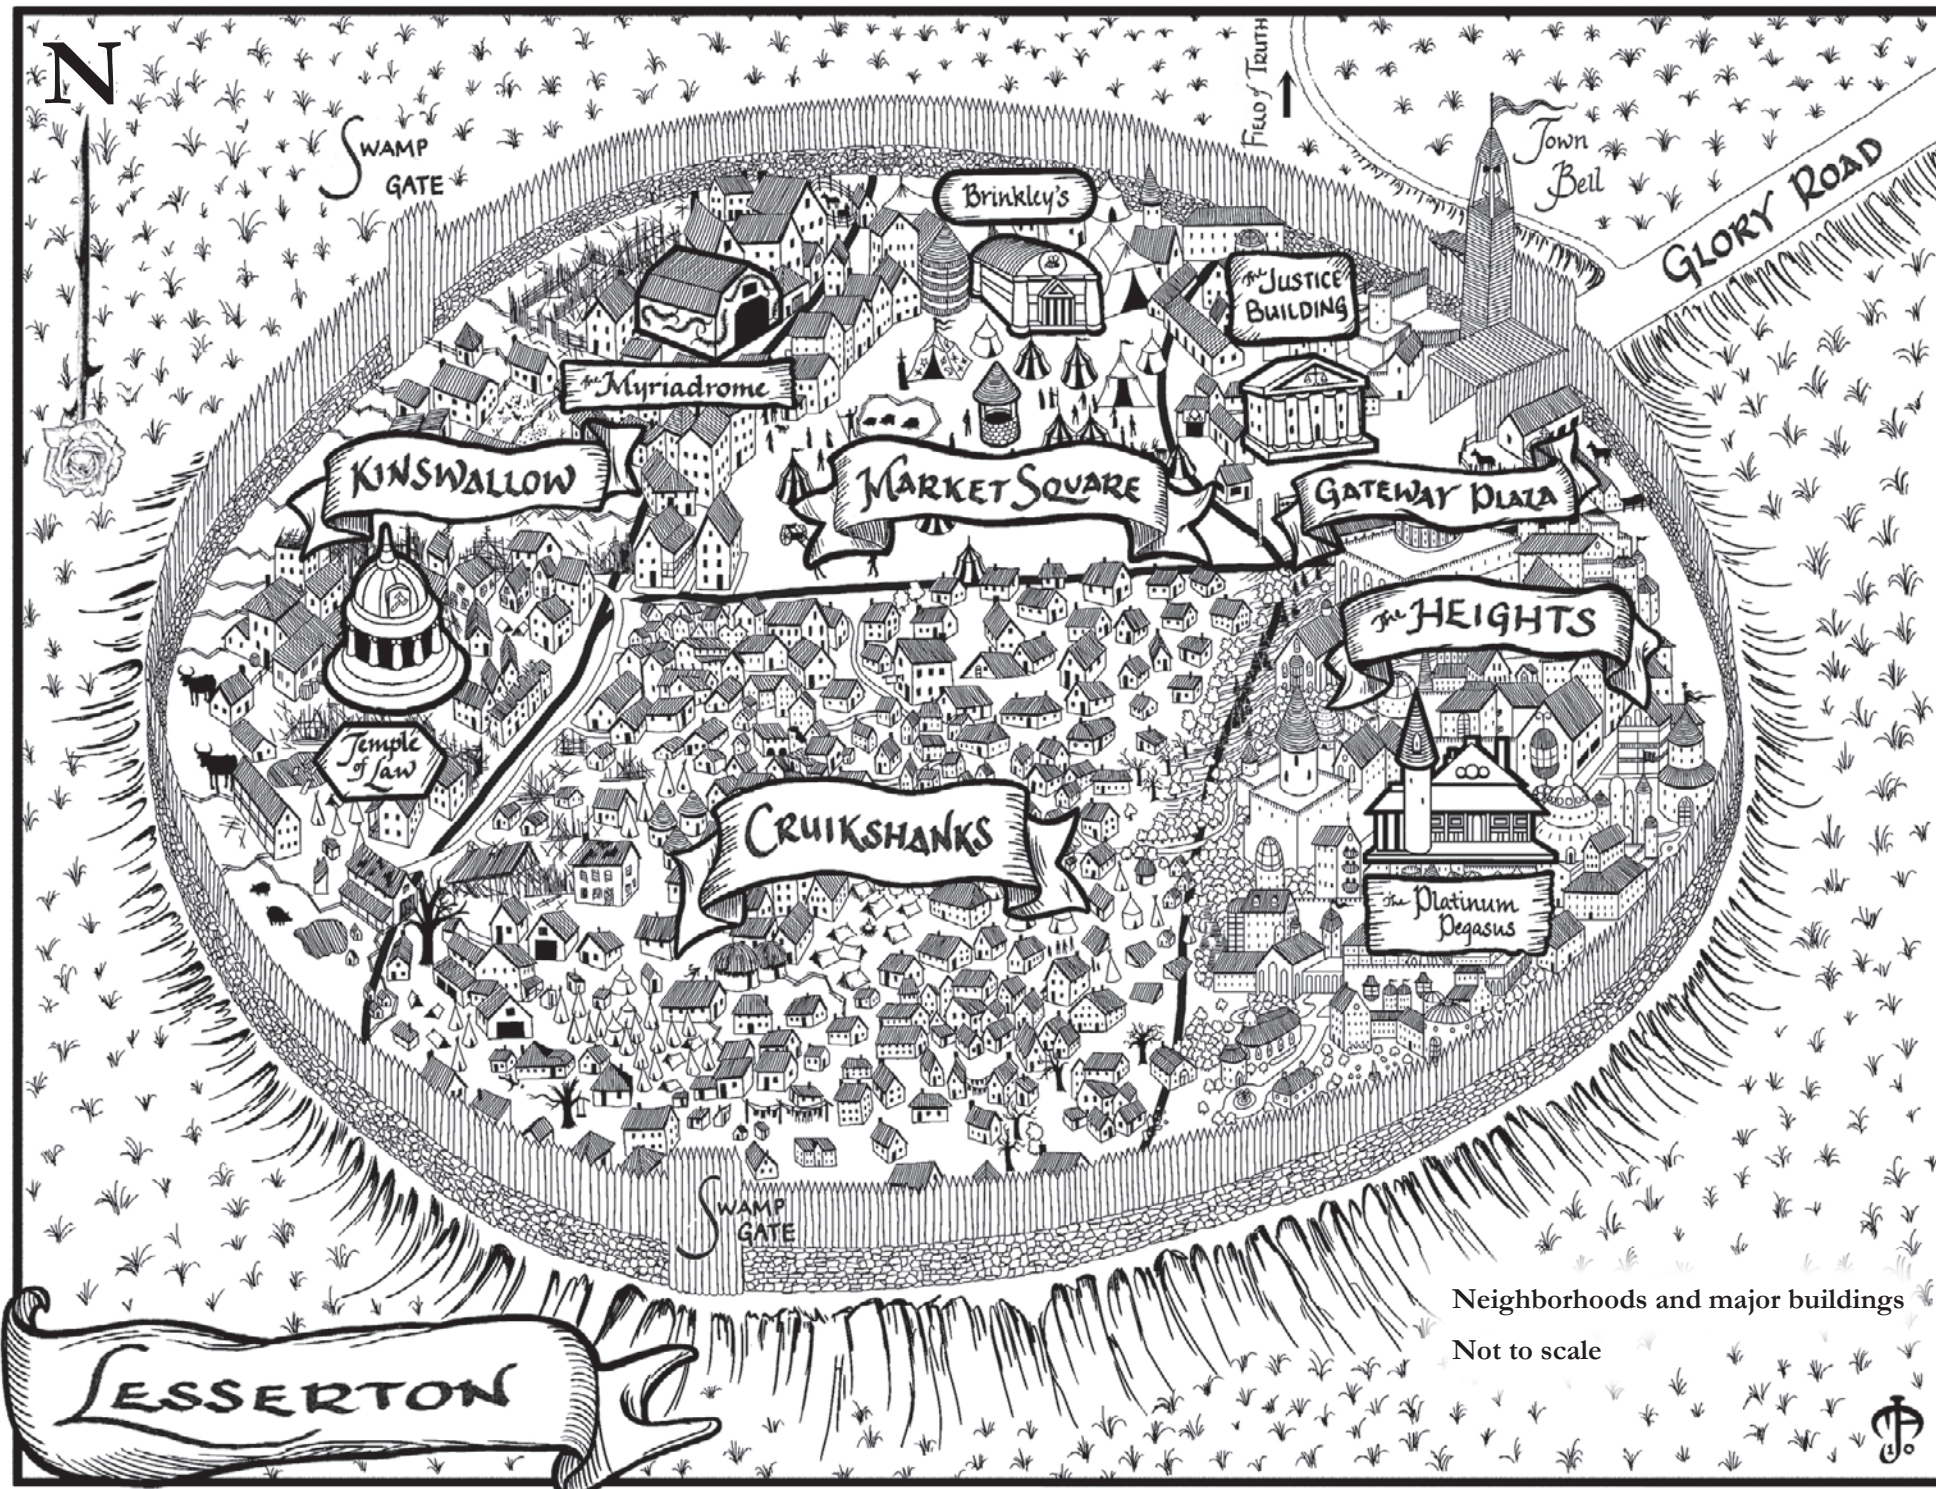 N
SWAMP
GATE
FIELD of TRUTH
Town
Bell
GLORY ROAD
Brinkley's
The JUSTICE
BUILDING
The Myriadrome
KINSWALLOW
MARKET SQUARE
GATEWAY PLAZA
The HEIGHTS
Temple
of Law
CRUIKSHANKS
The Platinum
Pegasus
SWAMP
GATE
Neighborhoods and major buildings
Not to scale
LESSERTON